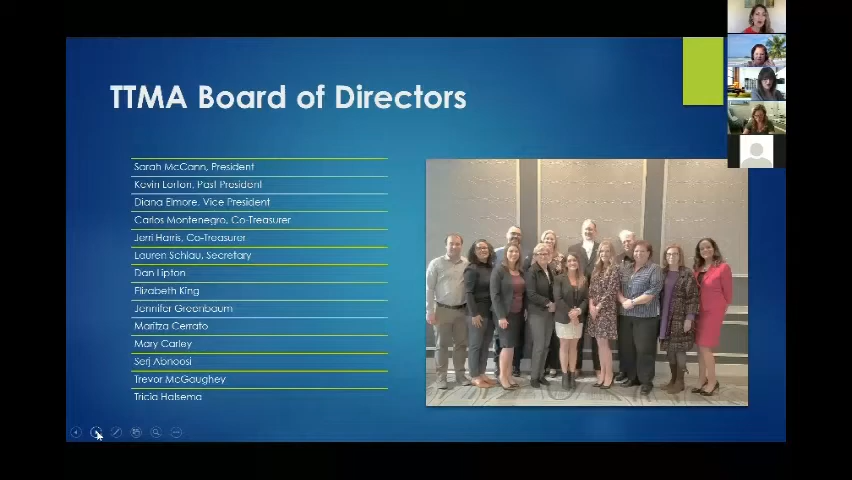 TTMA Board of Directors
Sarah McCann, President
Kevin Lorton, Past President
Diana Elmore, Vice President
Carlos Montenegro, Co-Treasurer
Jerri Harris, Co-Treasurer
Lauren Schlau, Secretary
Dan Lipton
Elizabeth King
Jennifer Greenbaum
Maritza Cerrato
Mary Carley
Serj Abnoosi
Trevor McGaughey
Tricia Halsema